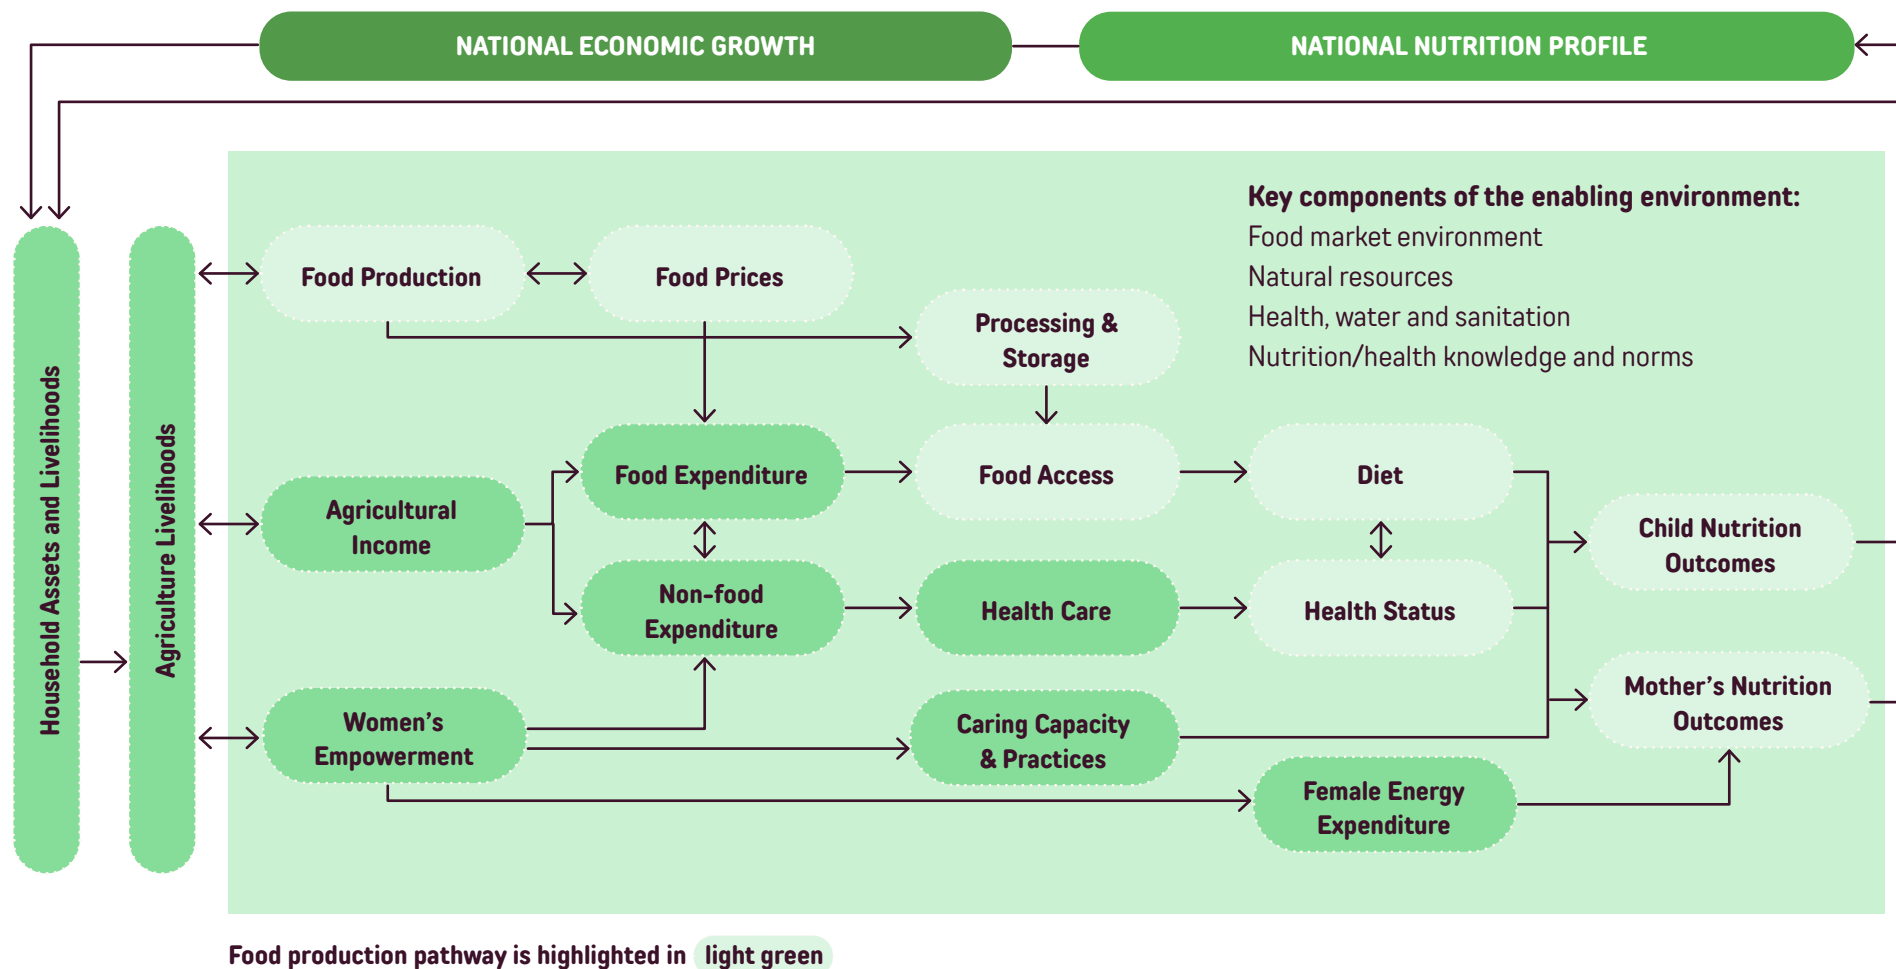 NATIONAL ECONOMIC GROWTH
NATIONAL NUTRITION PROFILE
Household Assets and Livelihoods
Agriculture Livelihoods
Key components of the enabling environment:
Food market environment
Natural resources
Health, water and sanitation
Nutrition/health knowledge and norms
Food Production
Food Prices
Processing &
Storage
Food Expenditure
Food Access
Diet
Agricultural
Income
Child Nutrition
Outcomes
Non-food
Expenditure
Health Care
Health Status
Mother’s Nutrition
Outcomes
Women’s
Empowerment
Caring Capacity
& Practices
Female Energy
Expenditure
Food production pathway is highlighted in light green